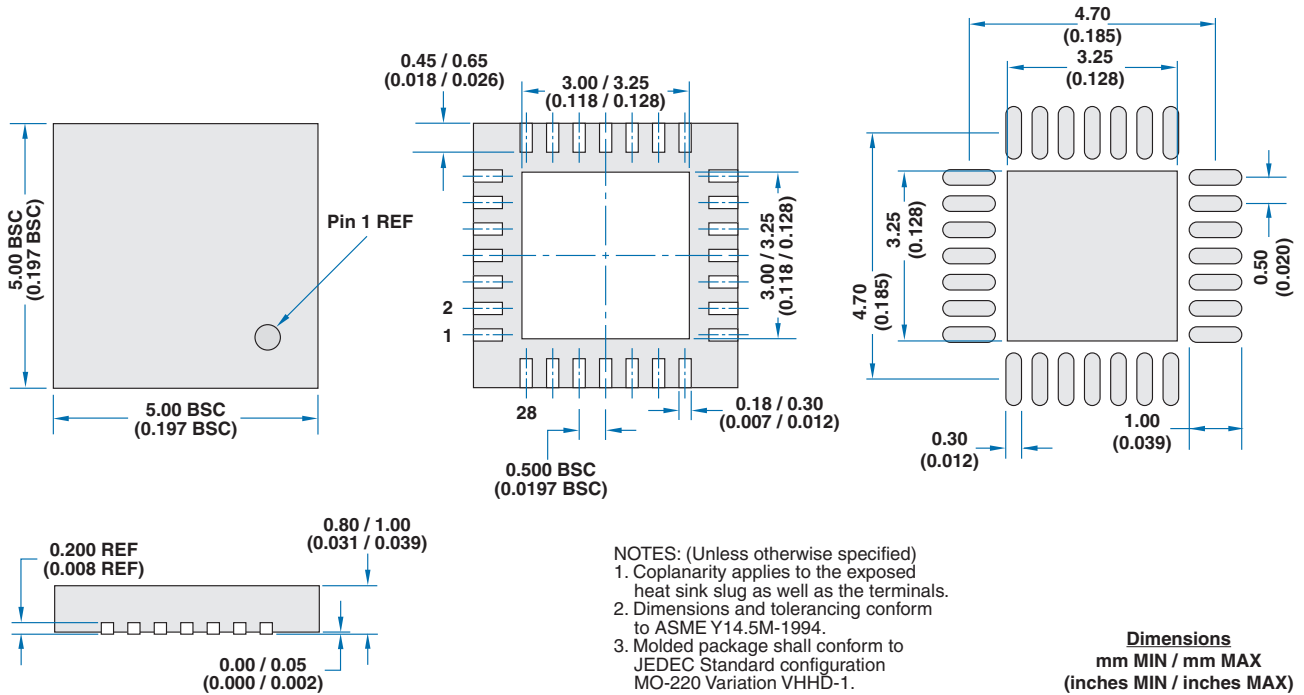 0.45 / 0.65
(0.018 / 0.026)
3.00 / 3.25
(0.118 / 0.128)
4.70
(0.185)
3.25
(0.128)
5.00 BSC
(0.197 BSC)
Pin 1 REF
3.00 / 3.25
(0.118 / 0.128)
2
1
28
4.70
(0.185)
3.25
(0.128)
0.50
(0.020)
5.00 BSC
(0.197 BSC)
0.18 / 0.30
(0.007 / 0.012)
0.500 BSC
(0.0197 BSC)
0.30
(0.012)
1.00
(0.039)
0.200 REF
(0.008 REF)
0.80 / 1.00
(0.031 / 0.039)
0.00 / 0.05
(0.000 / 0.002)
NOTES: (Unless otherwise specified)
1. Coplanarity applies to the exposed
heat sink slug as well as the terminals.
2. Dimensions and tolerancing conform
to ASME Y14.5M-1994.
3. Molded package shall conform to
JEDEC Standard configuration
MO-220 Variation VHHD-1.
Dimensions
mm MIN / mm MAX
(inches MIN / inches MAX)